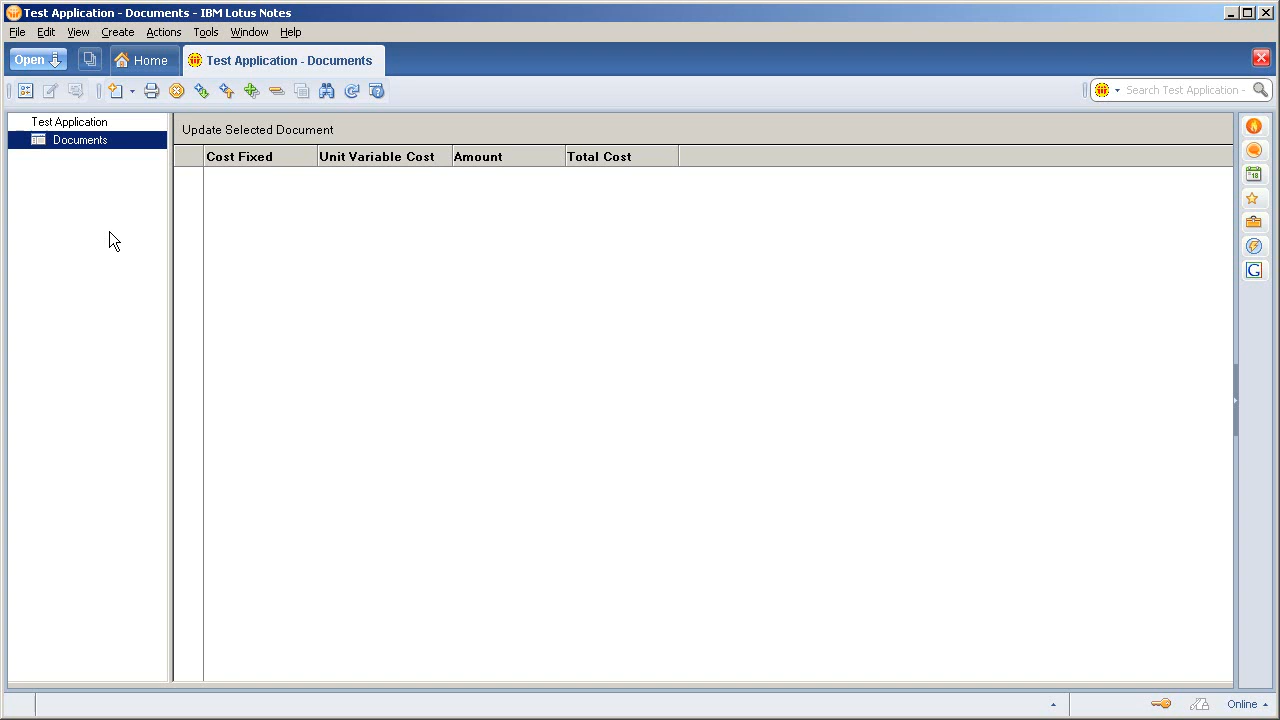 Test Application - Documents - IBM Lotus Notes
File Edit View Create Actions Tools Window Help
Open Home Test Application - Documents
Search Test Application -
Test Application
Documents
Update Selected Document
Cost Fixed Unit Variable Cost Amount Total Cost
18
G
Online